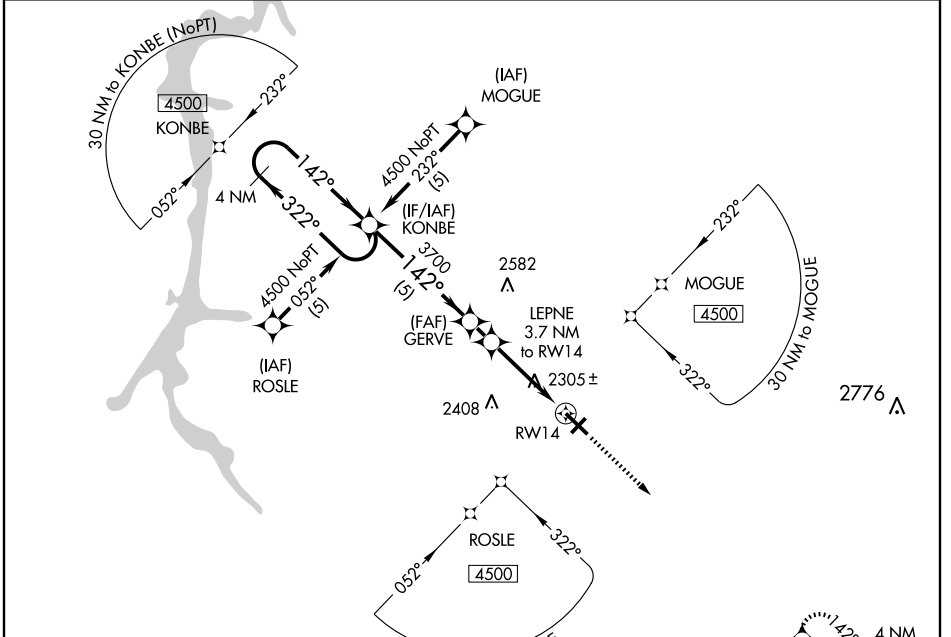 30 NM to KONBE (NoPT)
4500
KONBE
232°
052°
(IAF)
MOGUE
4500 NoPT
232°
(5)
142°
4 NM
322°
(IF/IAF)
KONBE
4500 NoPT
052°
(5)
(IAF)
ROSLE
3700
142°
(5)
2582
(FAF)
GERVE
LEPNE
3.7 NM
to RW14
2305 ±
2408
RW14
232°
MOGUE
4500
322°
30 NM to MOGUE
2776
ROSLE
4500
052°
322°
142°
4 NM